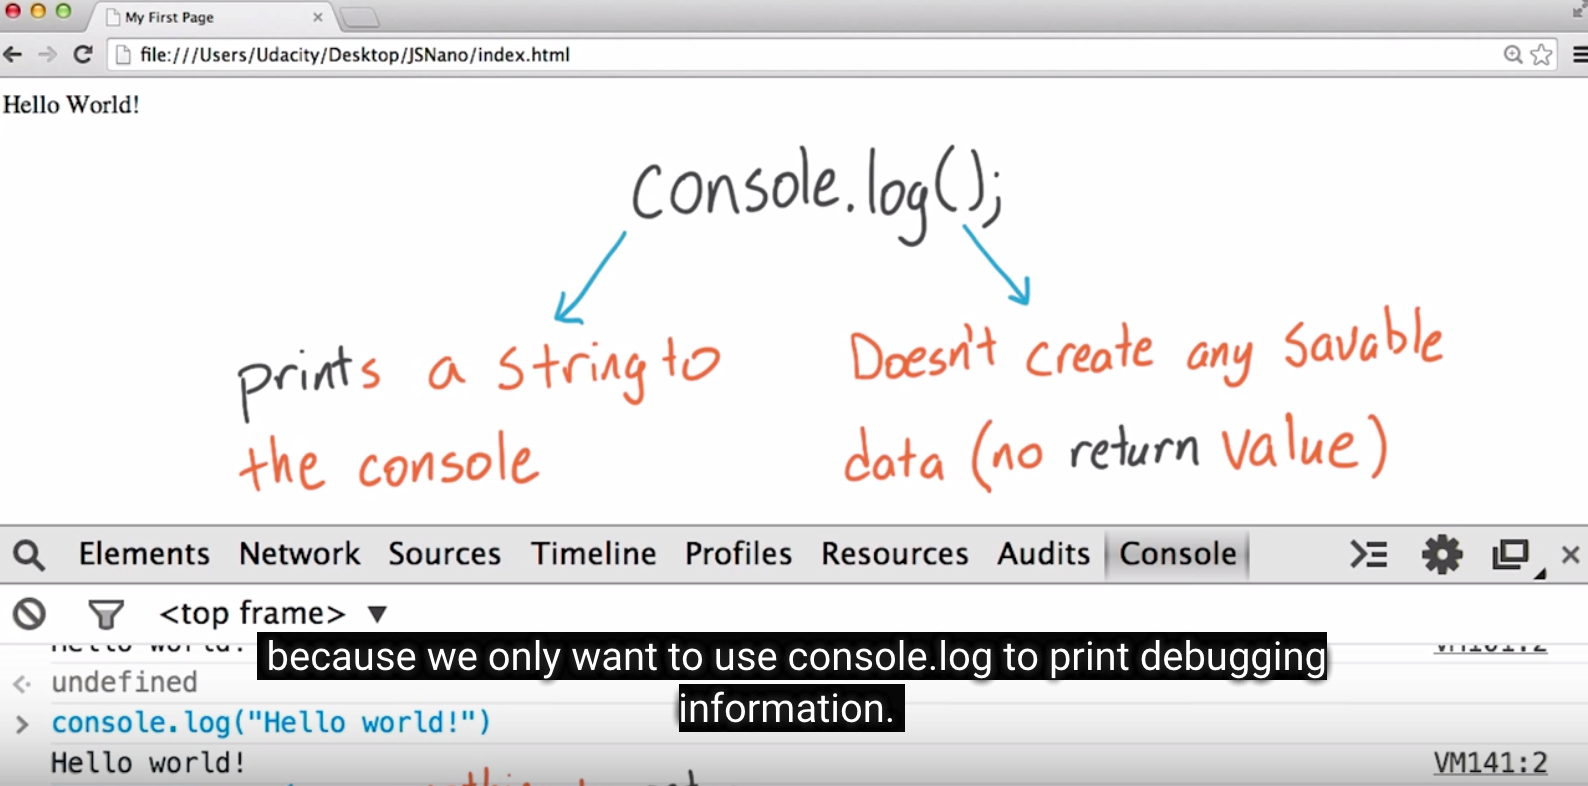 My First Page
file:///Users/Udacity/Desktop/JSNano/index.html
Hello World!
console.log();
prints a string to
the console
Doesn't create any savable
data (no return value)
Elements Network Sources Timeline Profiles Resources Audits Console
<top frame>
because we only want to use console.log to print debugging
information.
undefined
console.log("Hello world!")
Hello world!
VM141:2